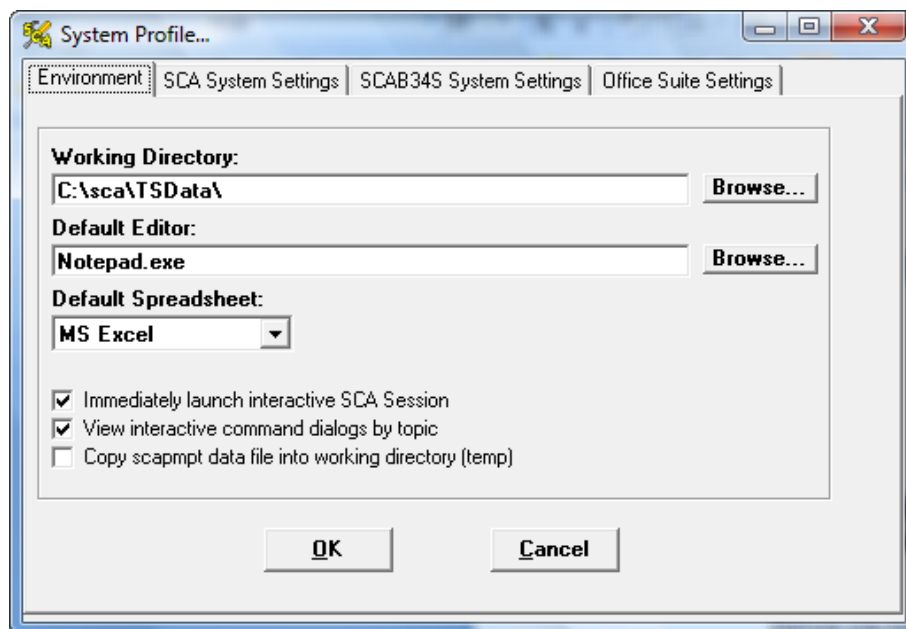 System Profile...
Environment
SCA System Settings
SCAB34S System Settings
Office Suite Settings
Working Directory:
C:\sca\TSData\
Browse...
Default Editor:
Notepad.exe
Browse...
Default Spreadsheet:
MS Excel
Immediately launch interactive SCA Session
View interactive command dialogs by topic
Copy scapmpt data file into working directory (temp)
OK
Cancel